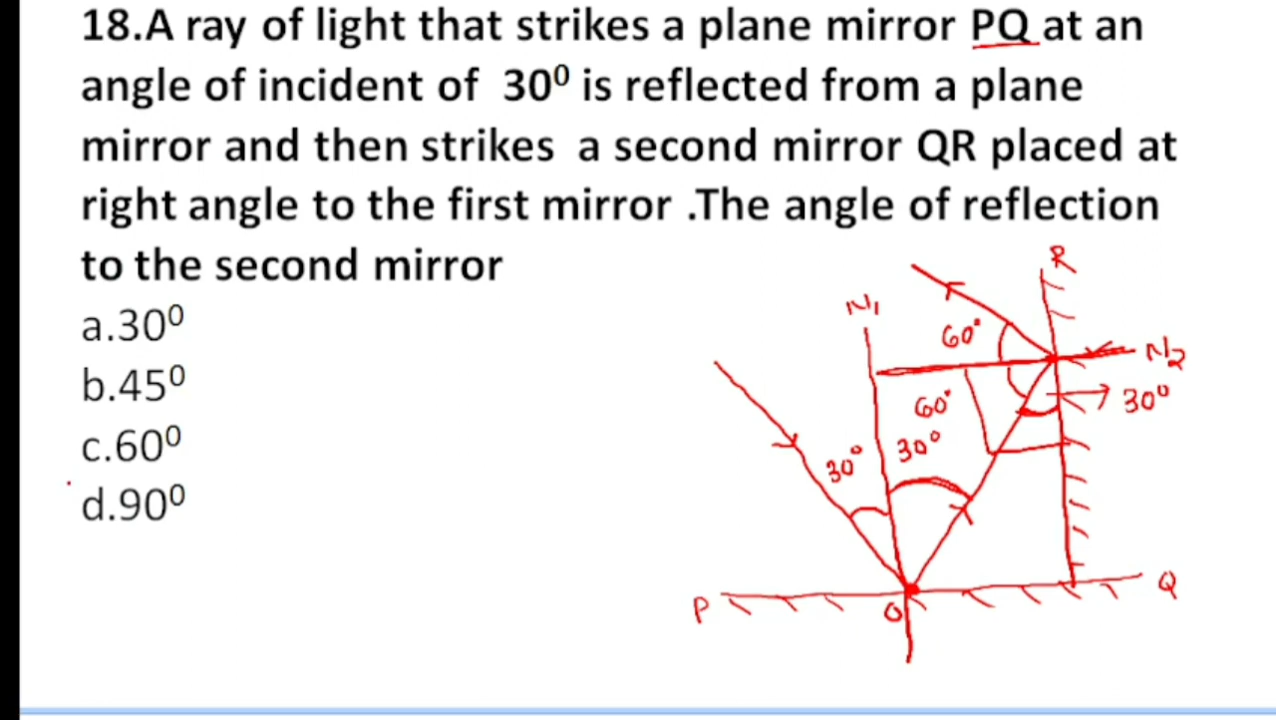 18.A ray of light that strikes a plane mirror PQ at an
angle of incident of 30⁰ is reflected from a plane
mirror and then strikes a second mirror QR placed at
right angle to the first mirror .The angle of reflection
to the second mirror
a.30⁰
b.45⁰
c.60⁰
d.90⁰
R
N₁
60°
N₂
60°
30⁰
30°
30°
P
O
Q